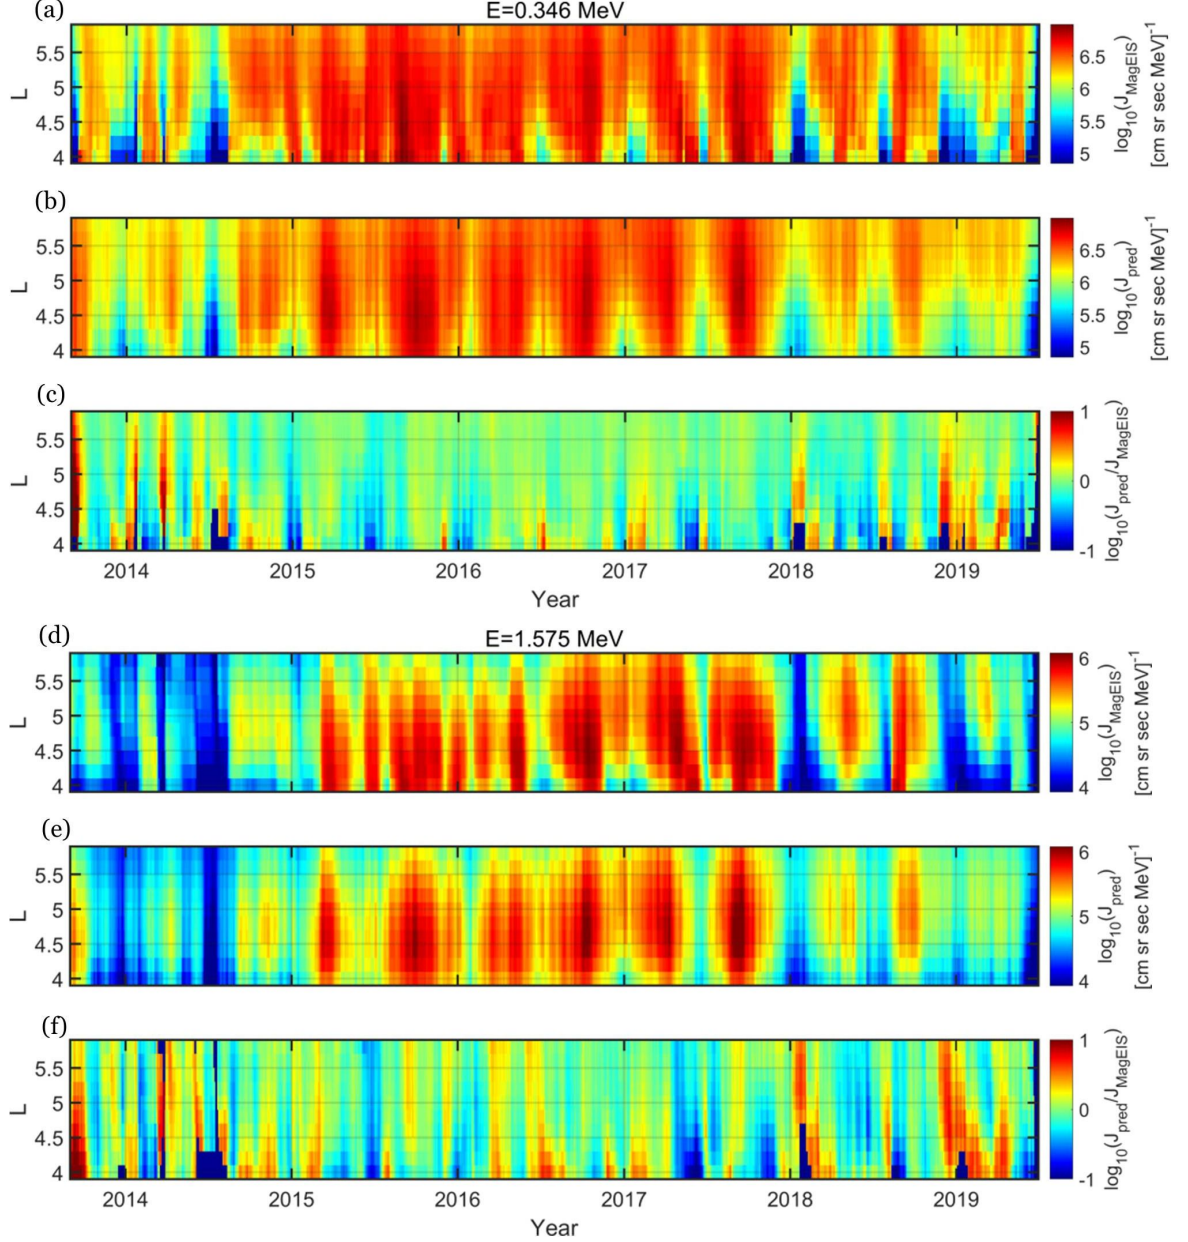 (a)
E=0.346 MeV
5.5
5
4.5
4
L
6.5
6
5.5
5
log10(JMagEIS)
[cm sr sec MeV]-1
(b)
5.5
5
4.5
4
L
6.5
6
5.5
5
log10(Jpred)
[cm sr sec MeV]-1
(c)
5.5
5
4.5
4
L
1
0
-1
log10(Jpred/JMagEIS)
2014 2015 2016 2017 2018 2019
Year
(d)
E=1.575 MeV
5.5
5
4.5
4
L
6
5
4
log10(JMagEIS)
[cm sr sec MeV]-1
(e)
5.5
5
4.5
4
L
6
5
4
log10(Jpred)
[cm sr sec MeV]-1
(f)
5.5
5
4.5
4
L
1
0
-1
log10(Jpred/JMagEIS)
2014 2015 2016 2017 2018 2019
Year